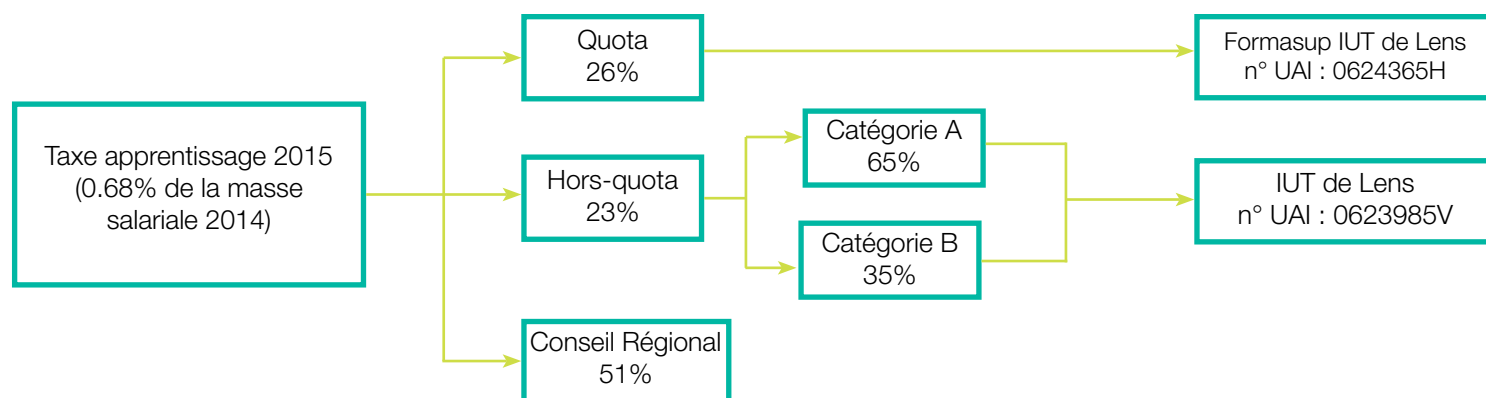 Taxe apprentissage 2015
(0.68% de la masse
salariale 2014)
Quota
26%
Hors-quota
23%
Conseil Régional
51%
Catégorie A
65%
Catégorie B
35%
Formasup IUT de Lens
n° UAI : 0624365H
IUT de Lens
n° UAI : 0623985V